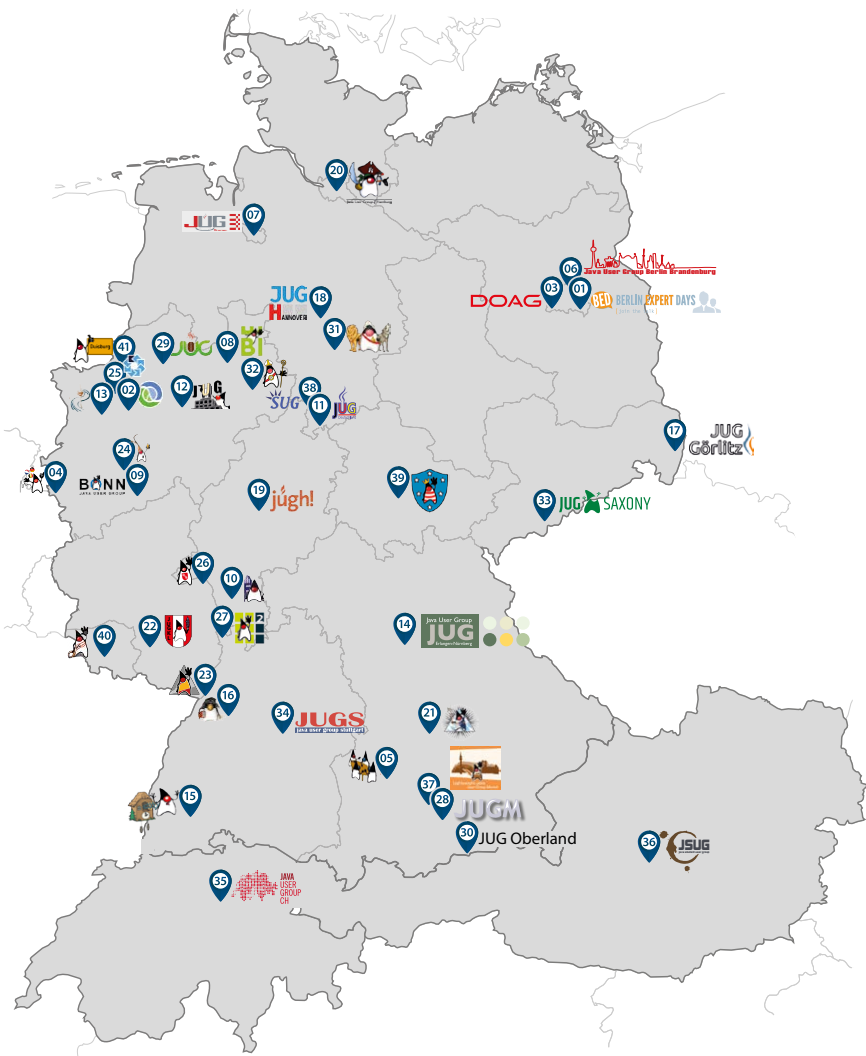 20
07
JUG
06
Java User Group Berlin Brandenburg
03
01
DOAG
BED BERLIN EXPERT DAYS
JUG
HANNOVER
18
31
Duisburg
41
29
JUG
08
BI
25
32
13
02
12
JUG
SUG
38
11
JUG
17
JUG
Görlitz
24
04
BONN
JAVA USER GROUP
09
19
jügh!
39
33
JUG SAXONY
26
10
40
22
27
2
14
Java User Group
JUG
Erlangen-Nürnberg
23
16
34
JUGS
java user group stuttgart
21
05
37
28
JUGM
30
JUG Oberland
15
36
JSUG
35
JAVA
USER
GROUP
CH